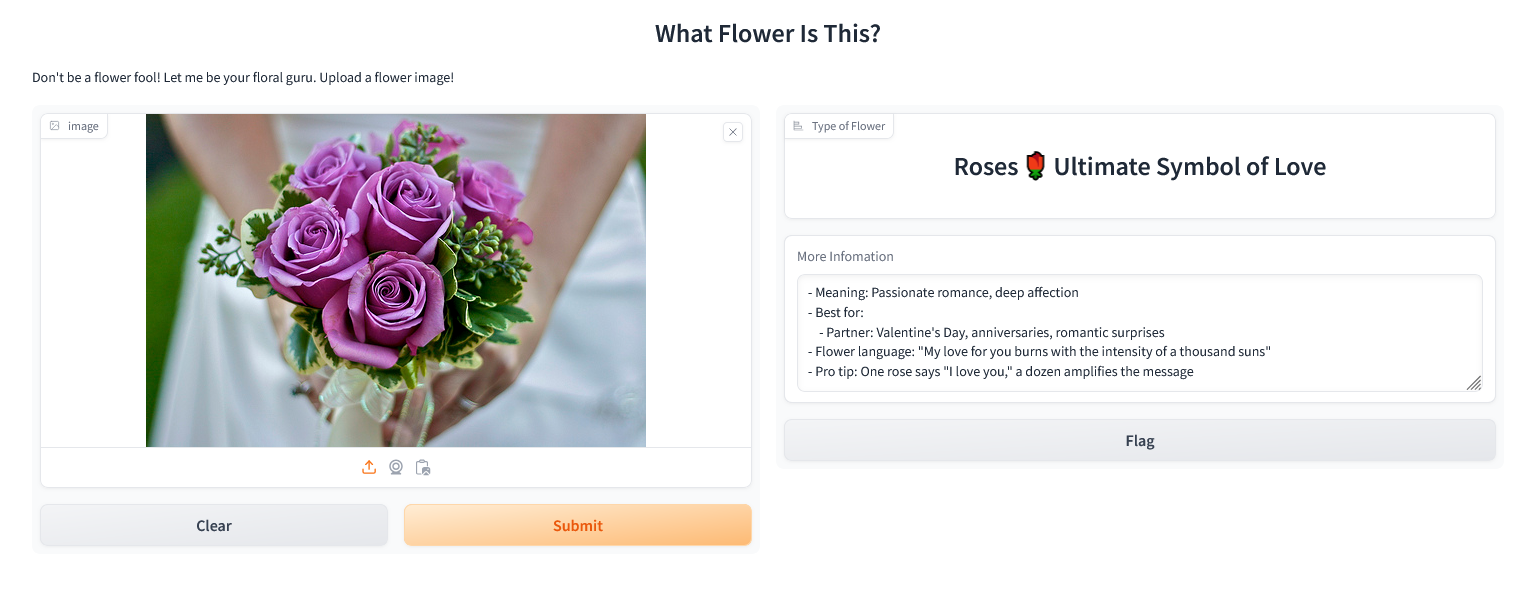 What Flower Is This?
Don't be a flower fool! Let me be your floral guru. Upload a flower image!
image
Clear
Submit
Type of Flower
Roses🌹Ultimate Symbol of Love
More Infomation
- Meaning: Passionate romance, deep affection
- Best for:
- Partner: Valentine's Day, anniversaries, romantic surprises
- Flower language: "My love for you burns with the intensity of a thousand suns"
- Pro tip: One rose says "I love you," a dozen amplifies the message
Flag